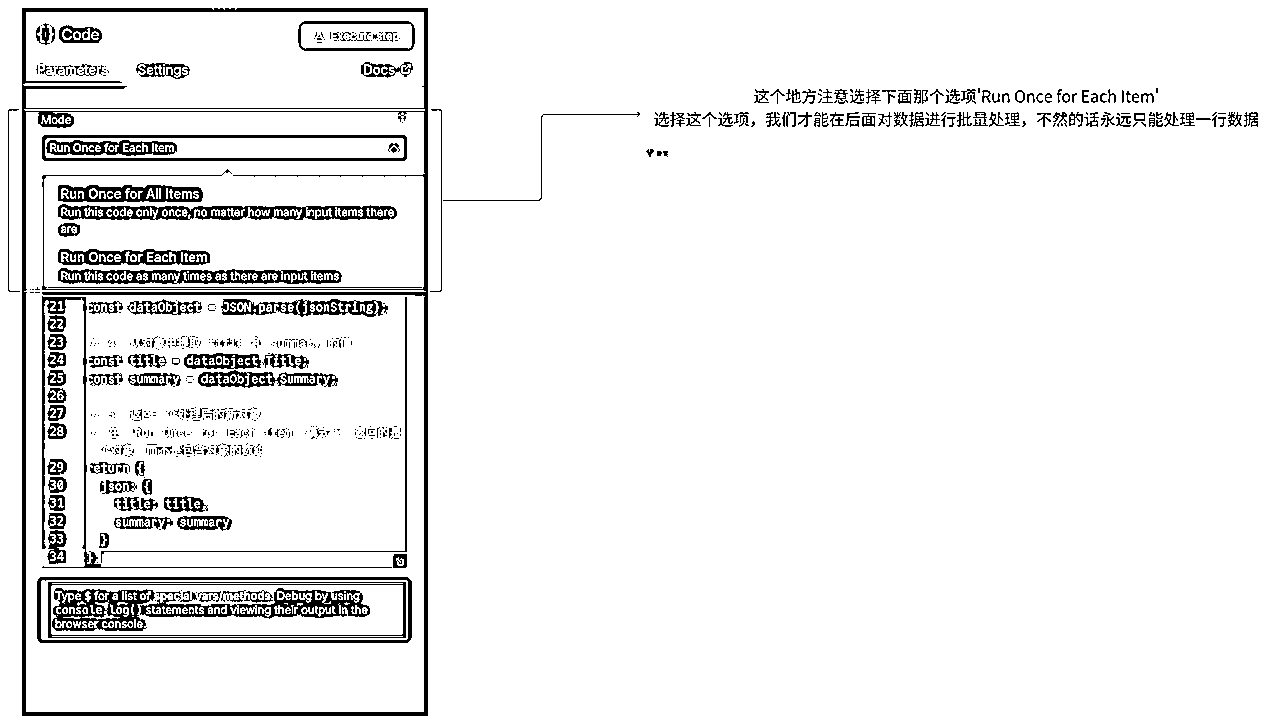 Code
Execute step
Parameters Settings Docs
Mode
Run Once for Each Item
Run Once for All Items
Run this code only once, no matter how many input items there
are
Run Once for Each Item
Run this code as many times as there are input items
21 const dataObject = JSON.parse(jsonString);
22
23
24 const title = dataObject.Title;
25 const summary = dataObject.Summary;
26
27
28 Run Once for Each Item
29 return {
30 json: {
31 title: title,
32 summary: summary
33 }
34 };
Type $ for a list of special vars/methods. Debug by using
console.log() statements and viewing their output in the
browser console.
这个地方注意选择下面那个选项'Run Once for Each Item'
选择这个选项，我们才能在后面对数据进行批量处理，不然的话永远只能处理一行数据